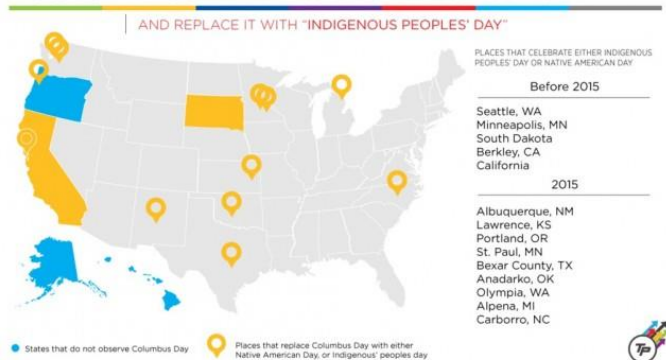 AND REPLACE IT WITH "INDIGENOUS PEOPLES' DAY"
PLACES THAT CELEBRATE EITHER INDIGENOUS
PEOPLES' DAY OR NATIVE AMERICAN DAY
Before 2015
Seattle, WA
Minneapolis, MN
South Dakota
Berkley, CA
California
2015
Albuquerque, NM
Lawrence, KS
Portland, OR
St. Paul, MN
Bexar County, TX
Anadarko, OK
Olympia, WA
Alpena, MI
Carborro, NC
States that do not observe Columbus Day
Places that replace Columbus Day with either
Native American Day, or Indigenous' peoples day
TP